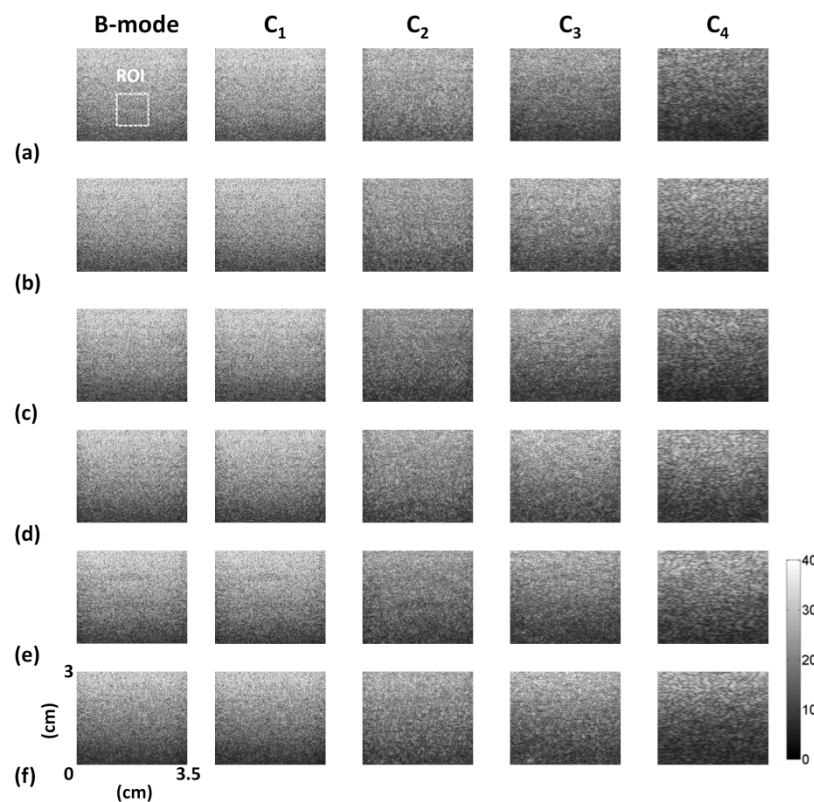 B-mode C₁ C₂ C₃ C₄
ROI
(a)
(b)
(c)
(d)
40
30
20
10
0
(e)
3
(cm)
0 3.5
(f)
(cm)